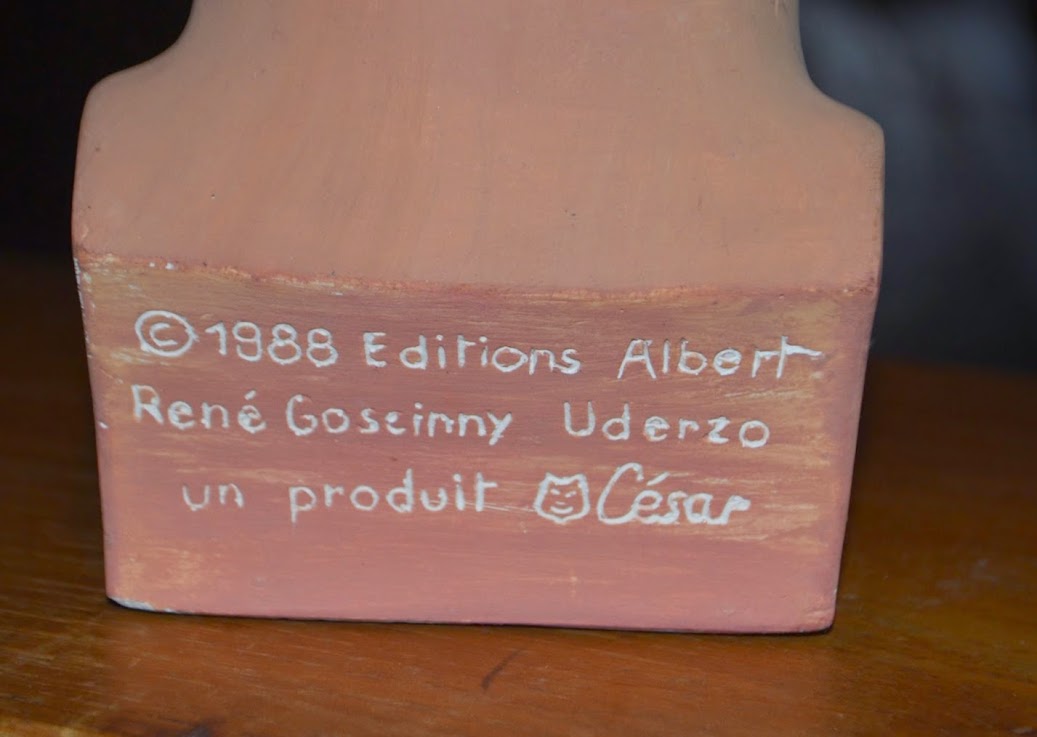 ©1988 Editions Albert
René Goscinny Uderzo
un produit César